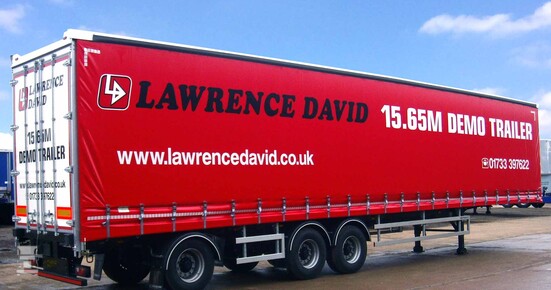 LAWRENCE
DAVID
15.65M
DEMO TRAILER
www.lawrencedavid.co.uk
01733 397622
LD LAWRENCE DAVID 15.65M DEMO TRAILER
www.lawrencedavid.co.uk
01733 397622